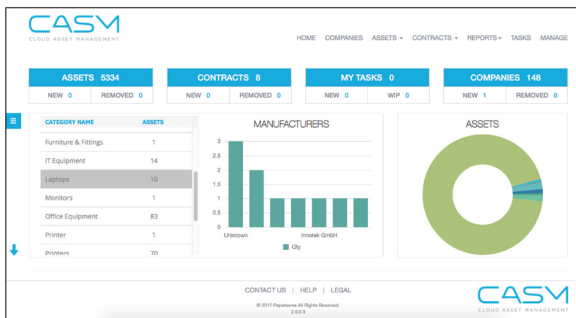 CASM
CLOUD ASSET MANAGEMENT
HOME COMPANIES ASSETS CONTRACTS REPORTS TASKS MANAGE
ASSETS 5334 CONTRACTS 8 MY TASKS 0 COMPANIES 148
NEW 0 REMOVED 0 NEW 0 REMOVED 0 NEW 0 WIP 0 NEW 1 REMOVED 0
CATEGORY NAME ASSETS
Furniture & Fittings 1
IT Equipment 14
Laptops 10
Monitors 1
Office Equipment 83
Printer 1
Printers 70
MANUFACTURERS
3
2.5
2
1.5
1
0.5
0
Unknown Innotek GmbH
Qty
ASSETS
CONTACT US | HELP | LEGAL
© 2017 Papererve All Rights Reserved.
2.0.0.0
CASM
CLOUD ASSET MANAGEMENT